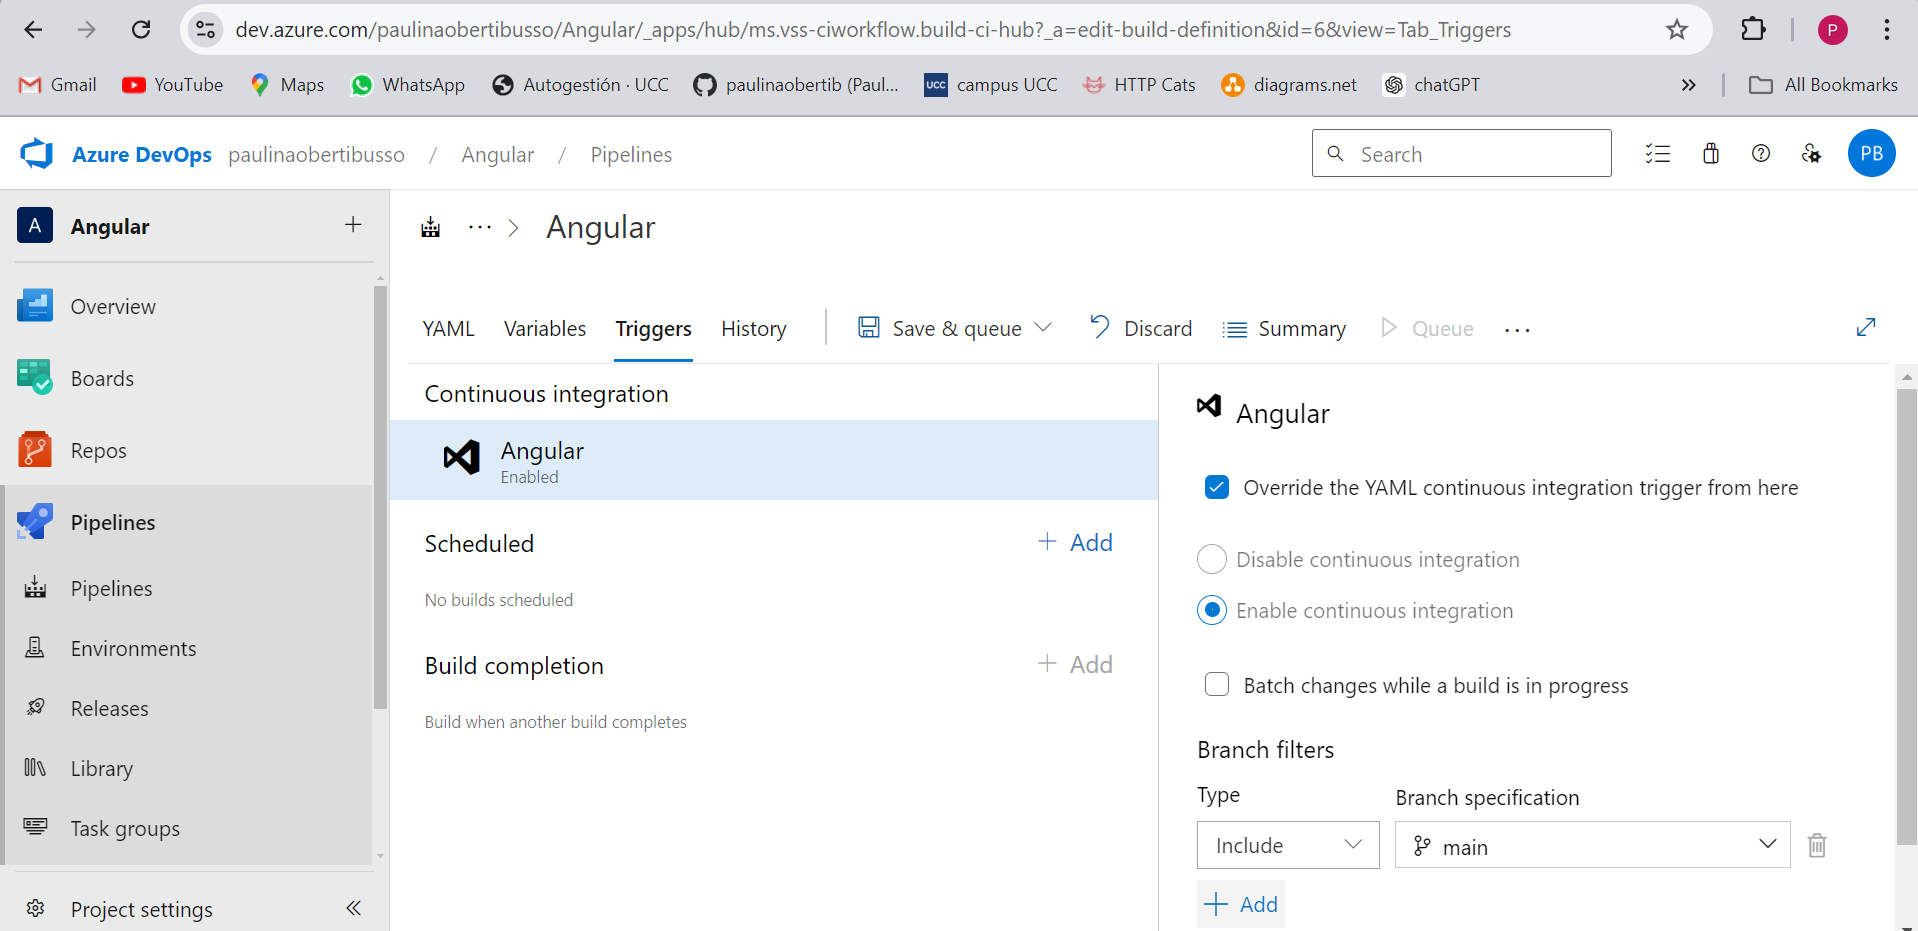 dev.azure.com/paulinaobertibusso/Angular/_apps/hub/ms.vss-ciworkflow.build-ci-hub?_a=edit-build-definition&id=6&view=Tab_Triggers
P
Gmail YouTube Maps WhatsApp Autogestión · UCC paulinaobertib (Paul... UCC campus UCC HTTP Cats diagrams.net chatGPT » All Bookmarks
Azure DevOps paulinaobertibusso / Angular / Pipelines Search PB
A Angular +
Overview
Boards
Repos
Pipelines
Pipelines
Environments
Releases
Library
Task groups
Project settings
··· > Angular
YAML Variables Triggers History Save & queue Discard Summary Queue ···
Continuous integration
Angular
Enabled
Scheduled + Add
No builds scheduled
Build completion + Add
Build when another build completes
Angular
Override the YAML continuous integration trigger from here
Disable continuous integration
Enable continuous integration
Batch changes while a build is in progress
Branch filters
Type Branch specification
Include main
+ Add